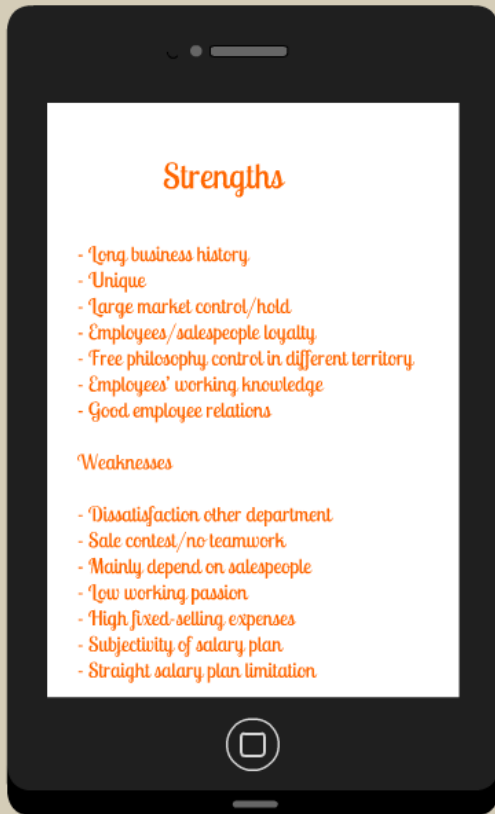 Strengths
- Long business history
- Unique
- Large market control/hold
- Employees/salespeople loyalty
- Free philosophy control in different territory
- Employees' working knowledge
- Good employee relations
Weaknesses
- Dissatisfaction other department
- Sale contest/no teamwork
- Mainly depend on salespeople
- Low working passion
- High fixed-selling expenses
- Subjectivity of salary plan
- Straight salary plan limitation